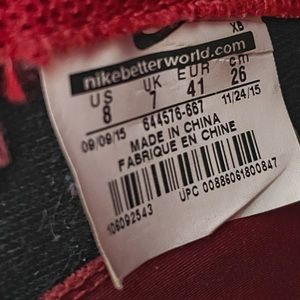 XB
nikebetterworld.com
US UK EUR cm
8 7 41 26
09/09/15 644576-667 11/24/15
MADE IN CHINA
FABRIQUE EN CHINE
106092543 UPC 00886061800847